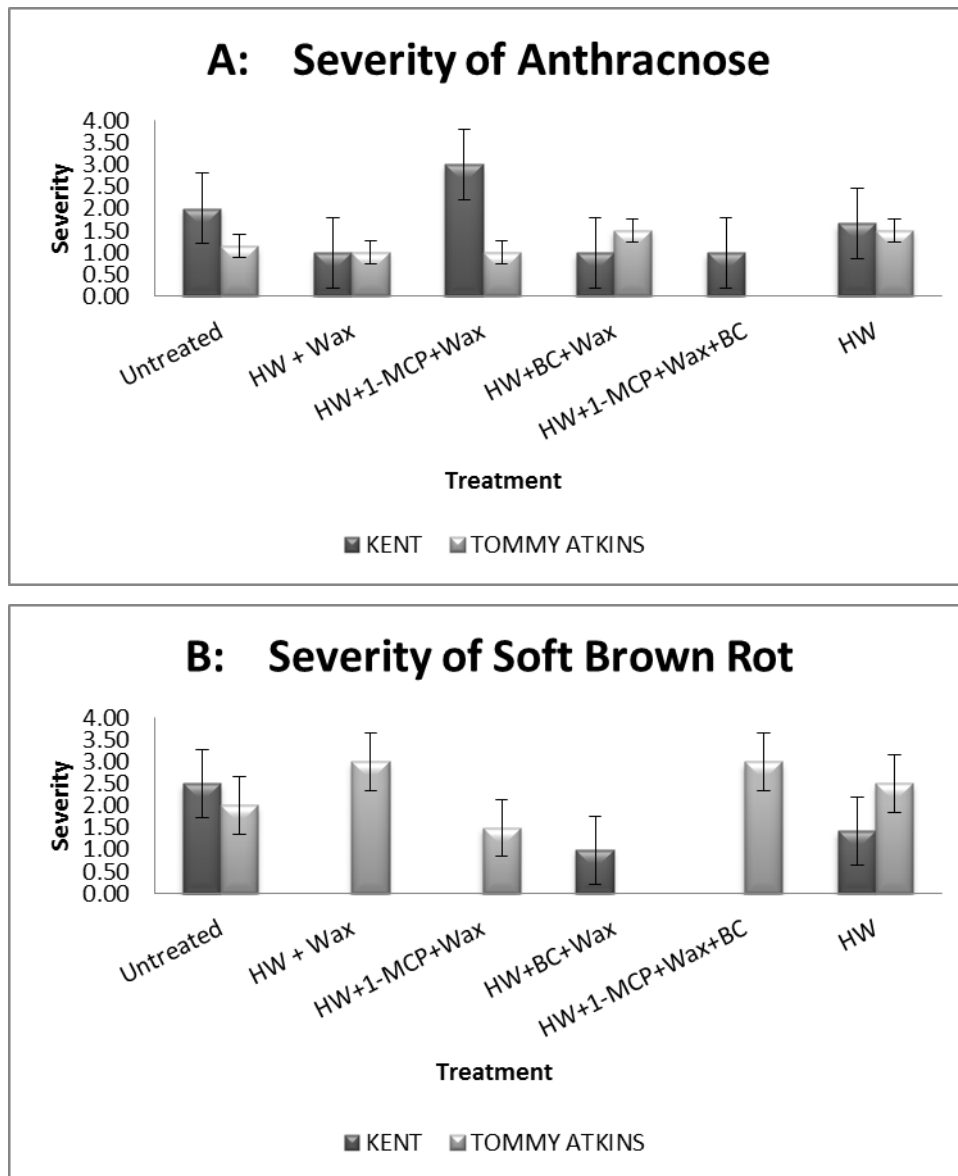 A: Severity of Anthracnose
4.00
3.50
3.00
2.50
2.00
1.50
1.00
0.50
0.00
Severity
Untreated
HW + Wax
HW+1-MCP+Wax
HW+BC+Wax
HW+1-MCP+Wax+BC
HW
Treatment
KENT TOMMY ATKINS
B: Severity of Soft Brown Rot
4.00
3.50
3.00
2.50
2.00
1.50
1.00
0.50
0.00
Severity
Untreated
HW + Wax
HW+1-MCP+Wax
HW+BC+Wax
HW+1-MCP+Wax+BC
HW
Treatment
KENT TOMMY ATKINS